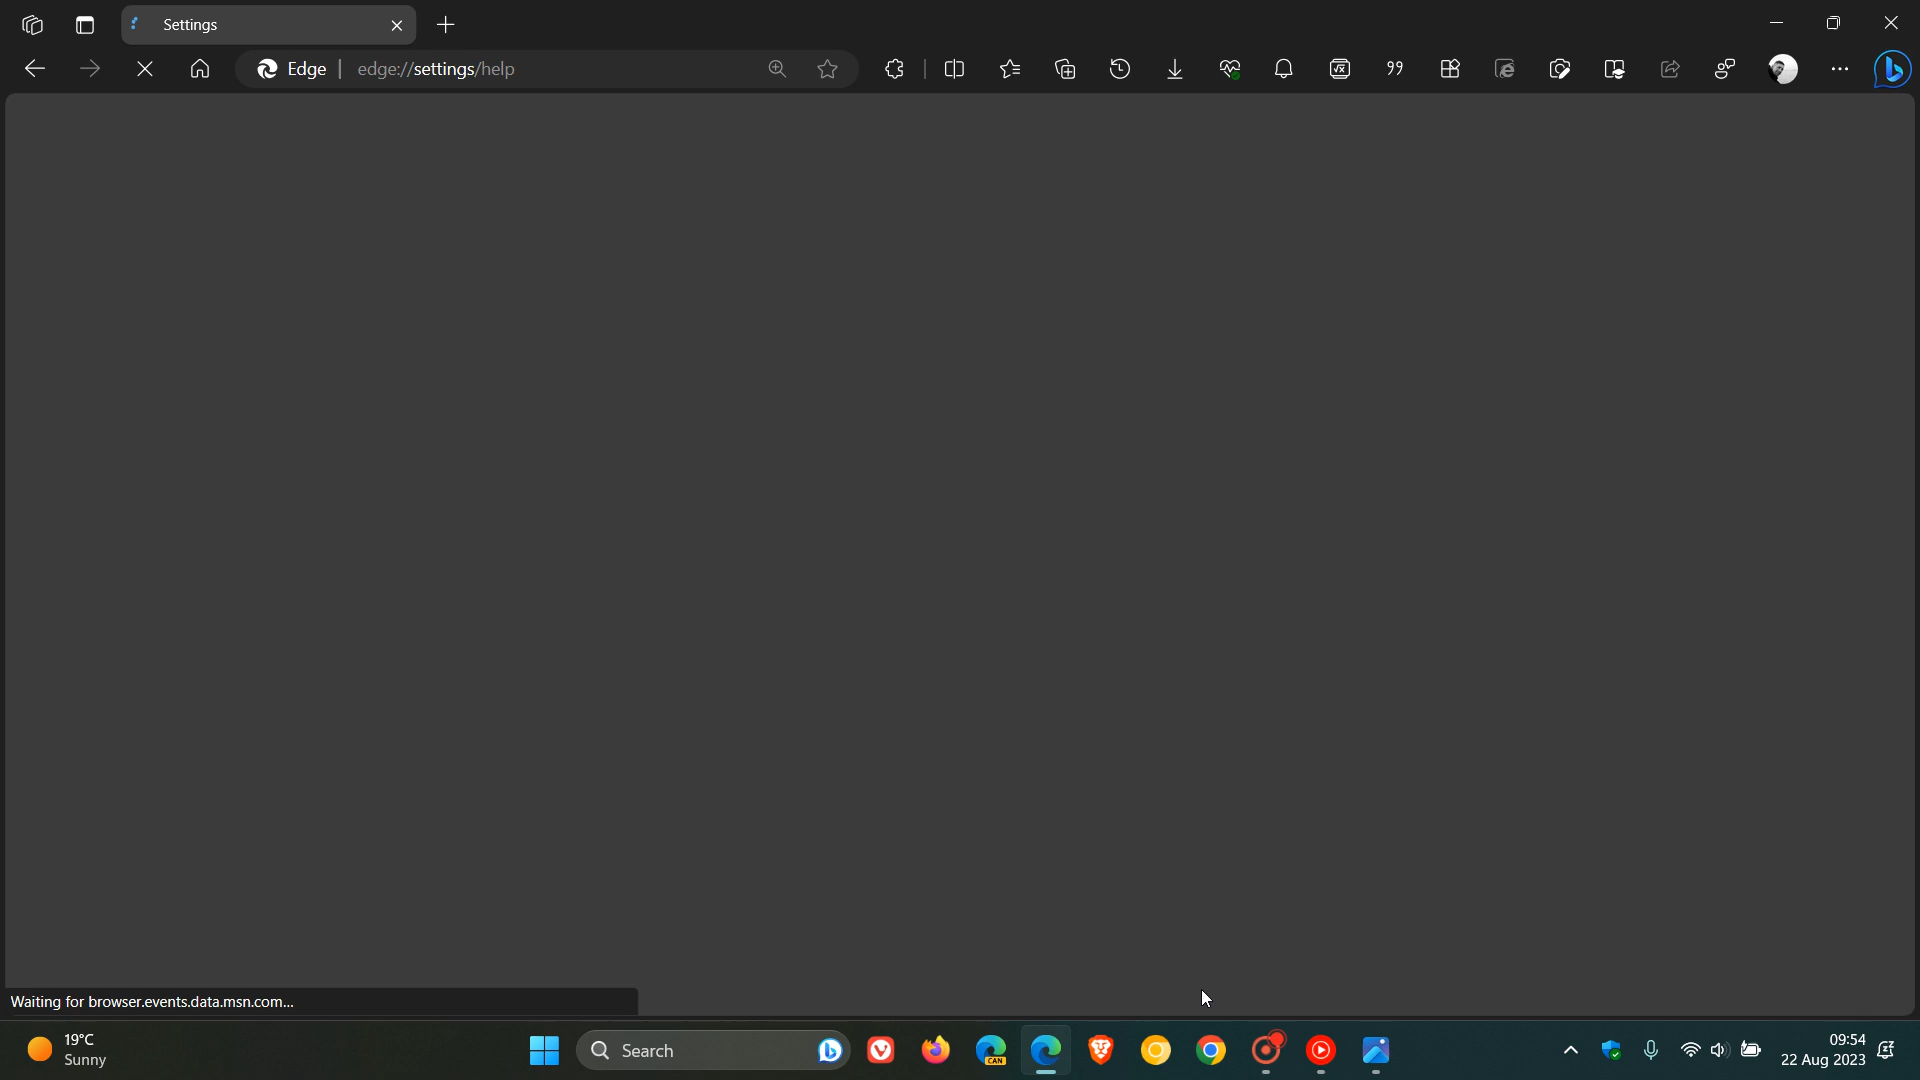 Settings
Edge
edge://settings/help
Waiting for browser.events.data.msn.com...
19°C
Sunny
Search
CAN
09:54
22 Aug 2023